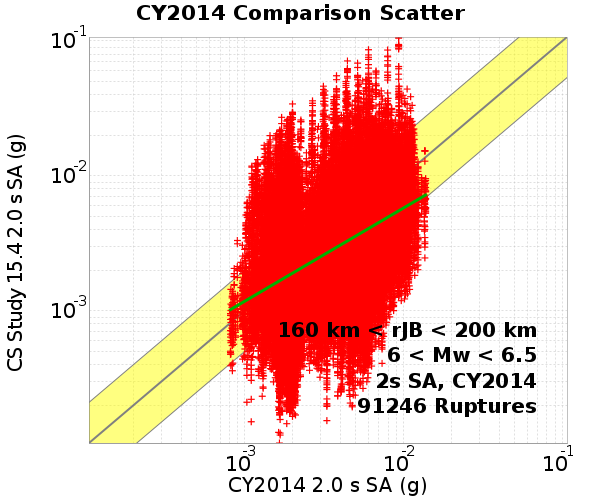 CY2014 Comparison Scatter
10-1
10-2
10-3
CS Study 15.4 2.0 s SA (g)
160 km < rJB < 200 km
6 < Mw < 6.5
2s SA, CY2014
91246 Ruptures
10-3 10-2 10-1
CY2014 2.0 s SA (g)